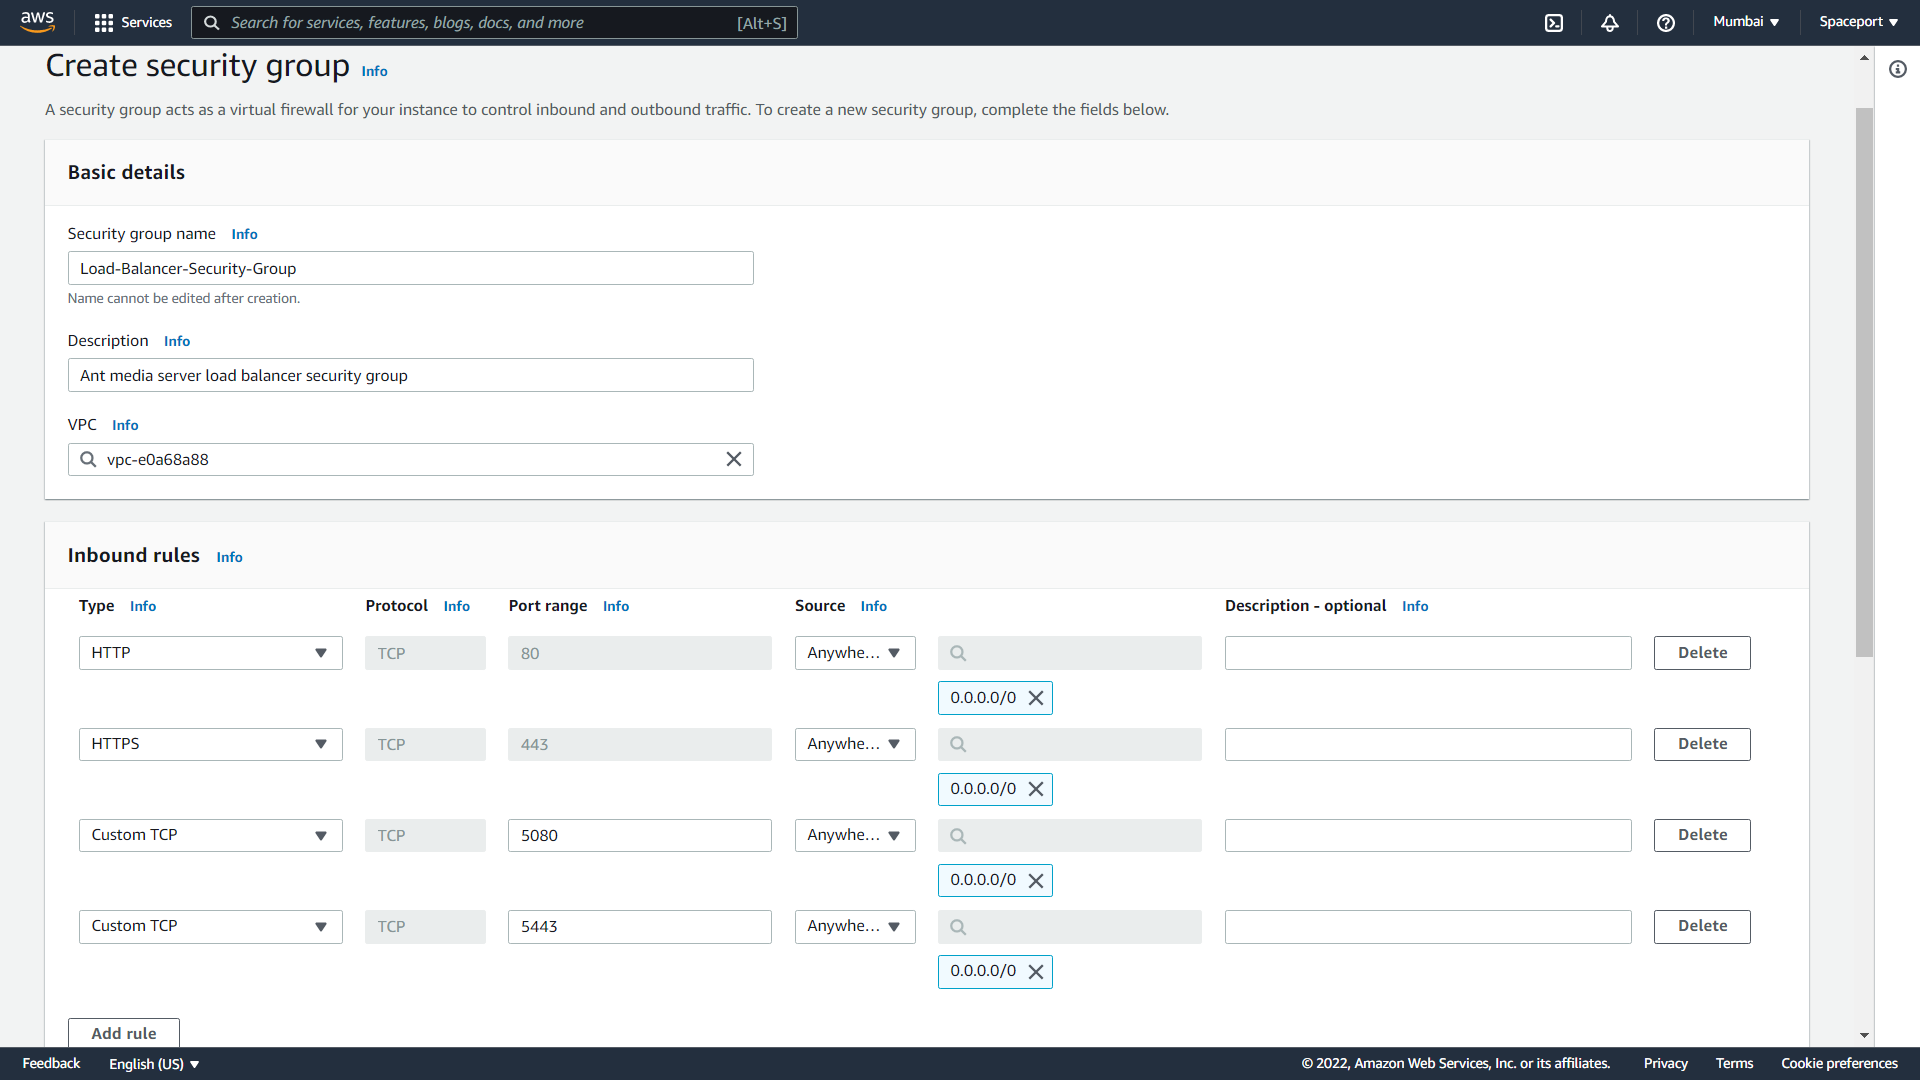 aws Services Search for services, features, blogs, docs, and more [Alt+S] Mumbai Spaceport
Create security group Info
A security group acts as a virtual firewall for your instance to control inbound and outbound traffic. To create a new security group, complete the fields below.
Basic details
Security group name Info
Load-Balancer-Security-Group
Name cannot be edited after creation.
Description Info
Ant media server load balancer security group
VPC Info
vpc-e0a68a88
Inbound rules Info
Type Info Protocol Info Port range Info Source Info Description - optional Info
HTTP TCP 80 Anywhe... Delete
0.0.0.0/0
HTTPS TCP 443 Anywhe... Delete
0.0.0.0/0
Custom TCP TCP 5080 Anywhe... Delete
0.0.0.0/0
Custom TCP TCP 5443 Anywhe... Delete
0.0.0.0/0
Add rule
Feedback English (US) © 2022, Amazon Web Services, Inc. or its affiliates. Privacy Terms Cookie preferences